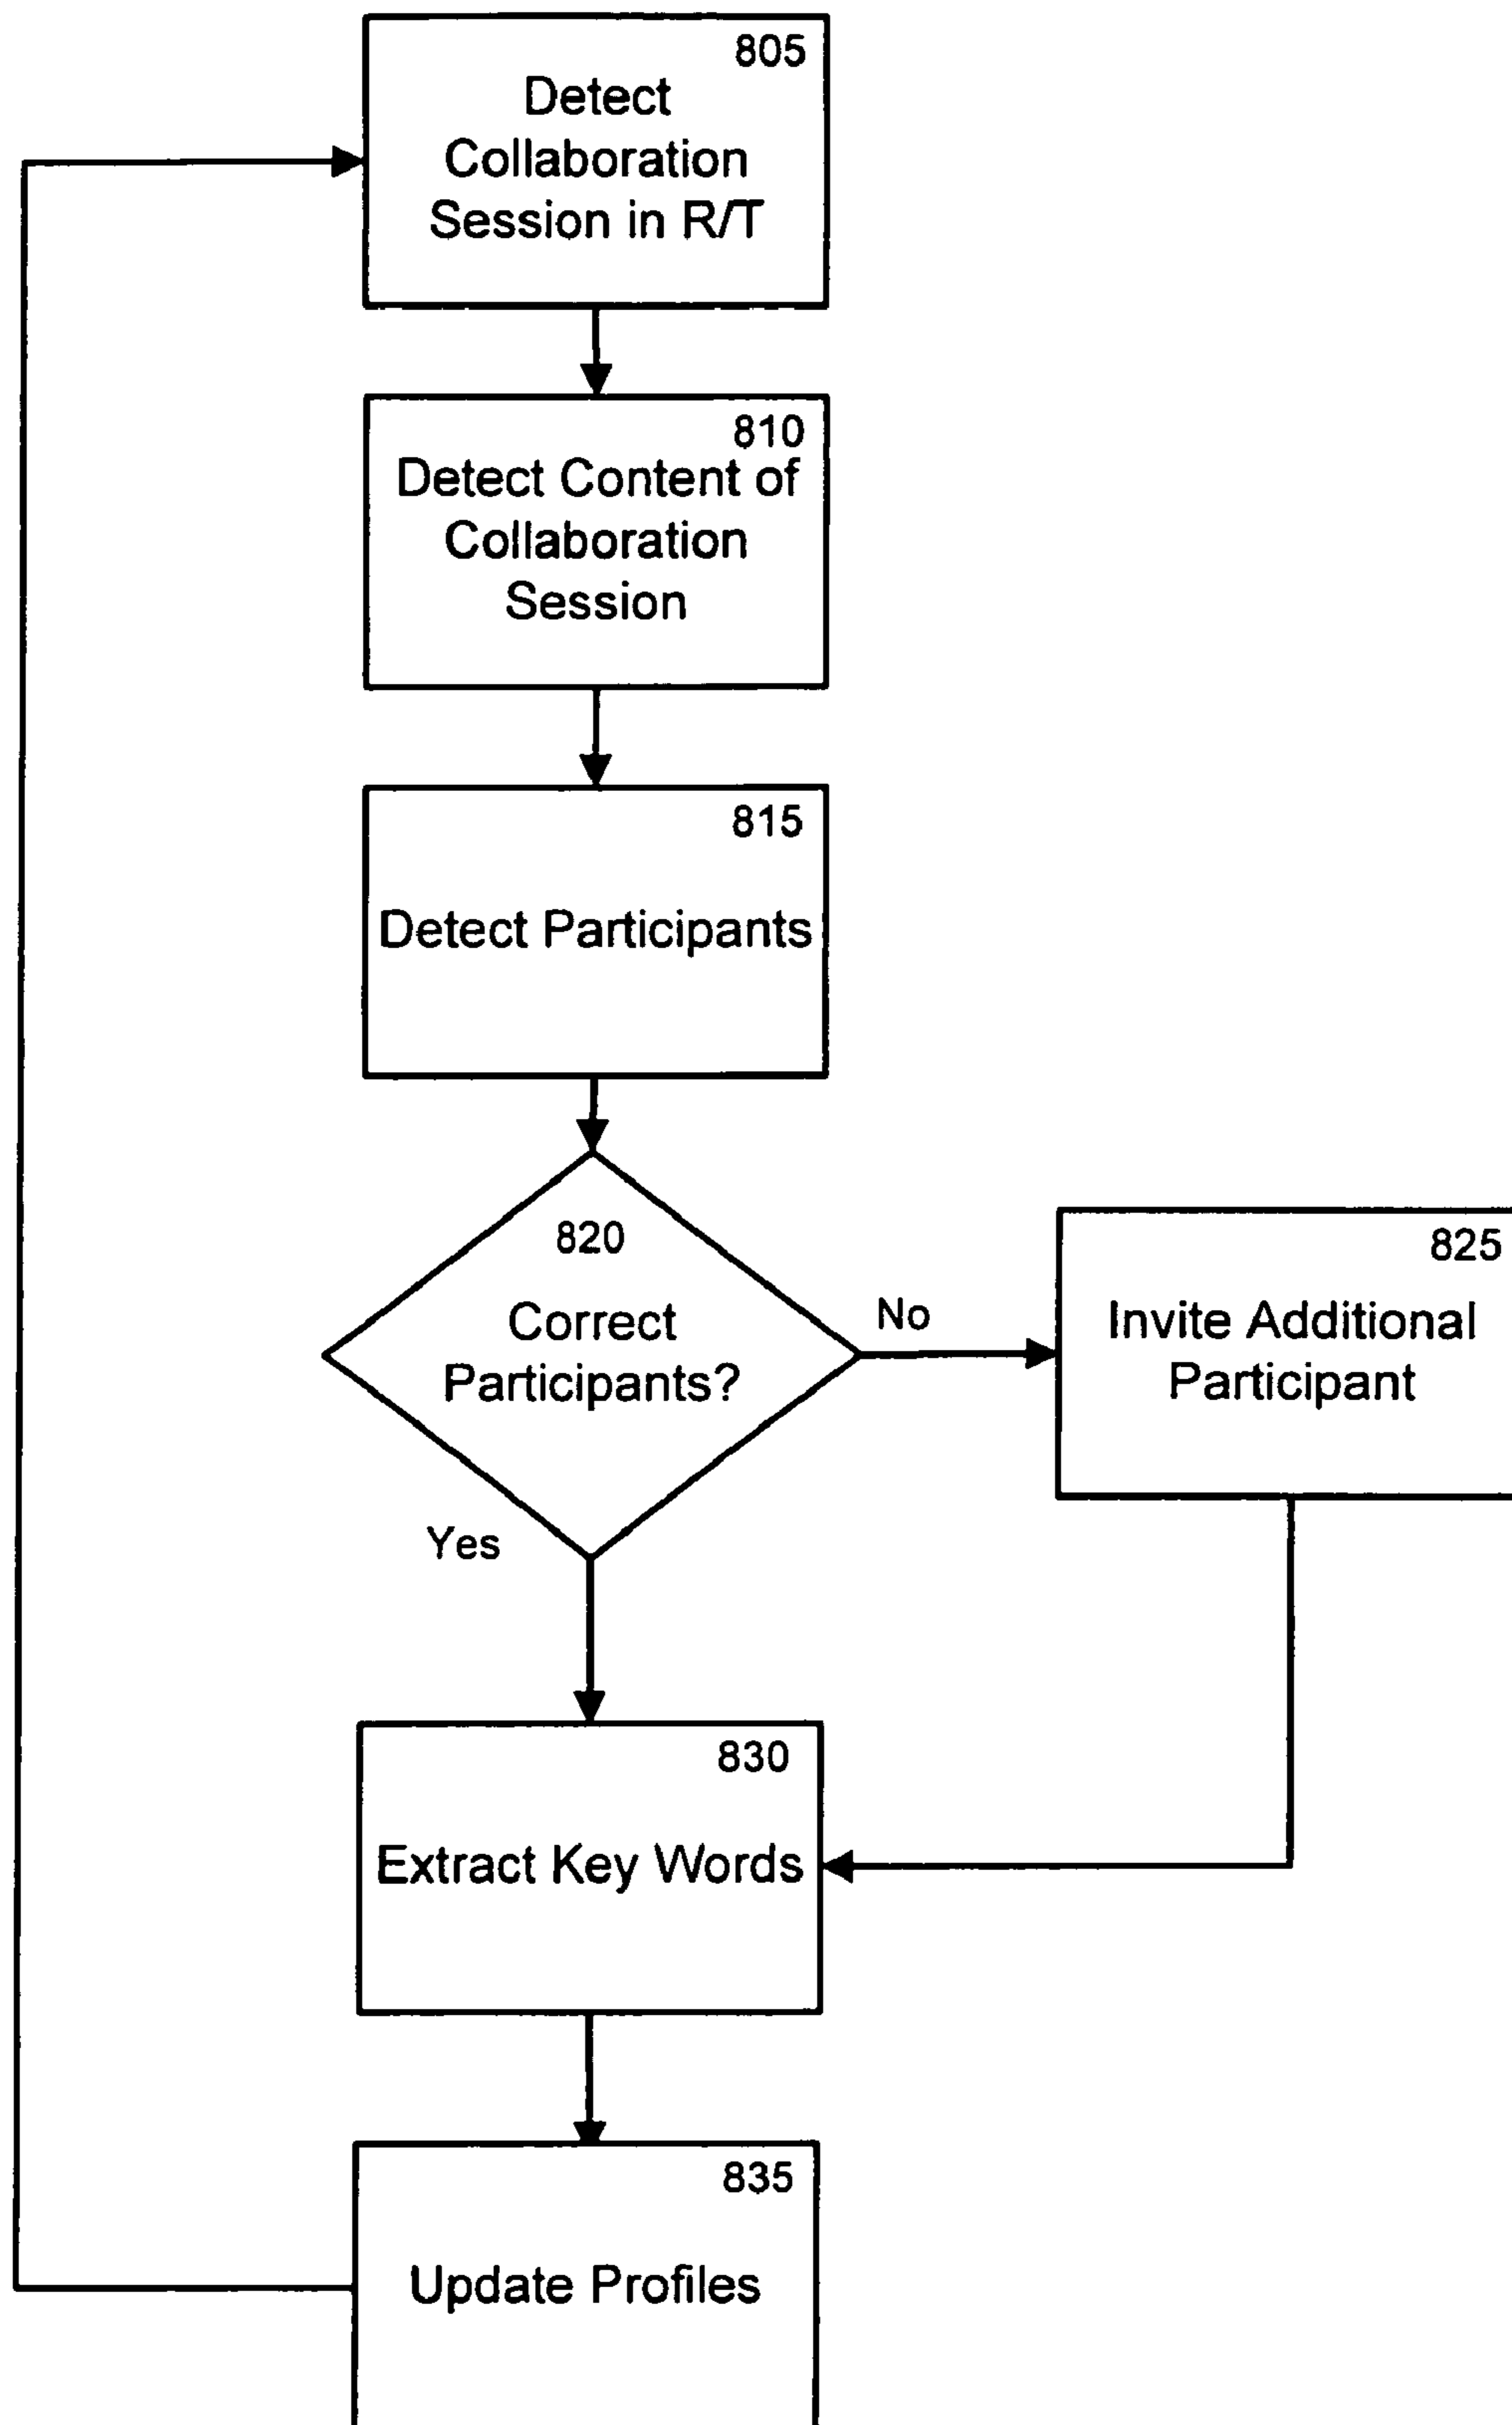 805
Detect
Collaboration
Session in R/T
810
Detect Content of
Collaboration
Session
815
Detect Participants
820
Correct
Participants?
No
825
Invite Additional
Participant
Yes
830
Extract Key Words
835
Update Profiles